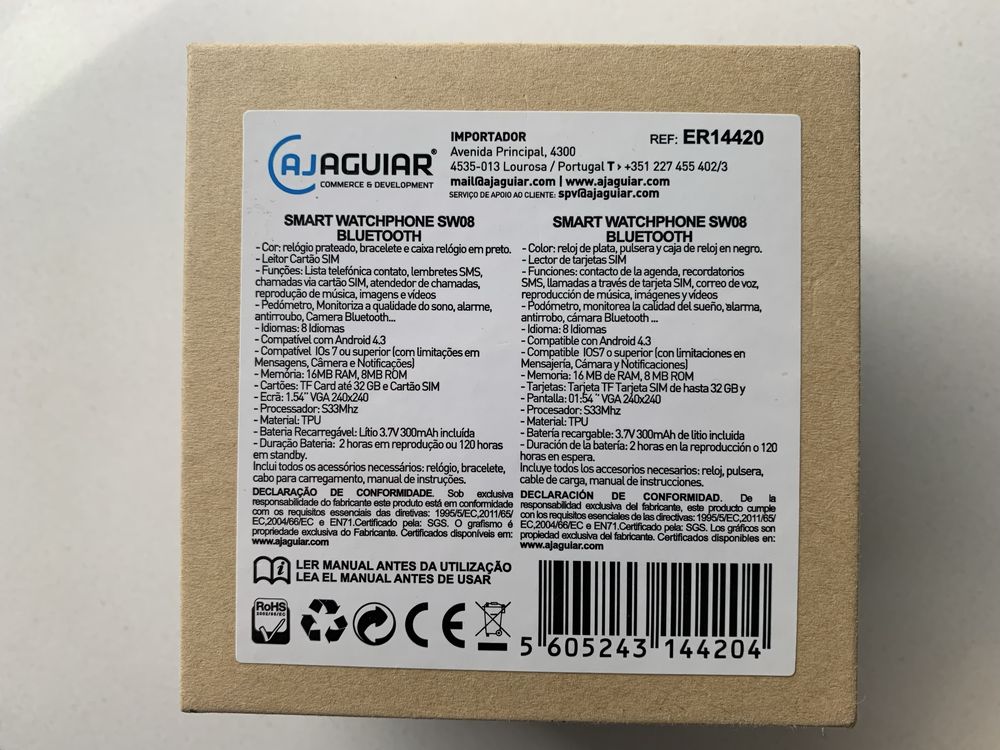 AJAGUIAR®
COMMERCE & DEVELOPMENT
IMPORTADOR
Avenida Principal, 4300
4535-013 Lourosa / Portugal T > +351 227 455 402/3
mail@ajaguiar.com | www.ajaguiar.com
SERVIÇO DE APOIO AO CLIENTE: spv@ajaguiar.com
REF: ER14420
SMART WATCHPHONE SW08
BLUETOOTH
- Cor: relógio prateado, bracelete e caixa relógio em preto.
- Leitor Cartão SIM
- Funções: Lista telefónica contato, lembretes SMS,
chamadas via cartão SIM, atendedor de chamadas,
reprodução de música, imagens e vídeos
- Pedómetro, Monitoriza a qualidade do sono, alarme,
antirroubo, Camera Bluetooth...
- Idiomas: 8 Idiomas
- Compatível com Android 4.3
- Compatível IOs 7 ou superior (com limitações em
Mensagens, Câmera e Notificações)
- Memória: 16MB RAM, 8MB ROM
- Cartões: TF Card até 32 GB e Cartão SIM
- Ecrã: 1.54¨ VGA 240x240
- Processador: S33Mhz
- Material: TPU
- Bateria Recarregável: Lítio 3.7V 300mAh incluída
- Duração Bateria: 2 horas em reprodução ou 120 horas
em standby.
Inclui todos os acessórios necessários: relógio, bracelete,
cabo para carregamento, manual de instruções.
DECLARAÇÃO DE CONFORMIDADE. Sob exclusiva
responsabilidade do fabricante este produto está em conformidade
com os requisitos essenciais das diretivas: 1995/5/EC,2011/65/
EC,2004/66/EC e EN71.Certificado pela: SGS. O grafismo é
propriedade exclusiva do Fabricante. Certificados disponíveis em:
www.ajaguiar.com
SMART WATCHPHONE SW08
BLUETOOTH
- Color: reloj de plata, pulsera y caja de reloj en negro.
- Lector de tarjetas SIM
- Funciones: contacto de la agenda, recordatorios
SMS, llamadas a través de tarjeta SIM, correo de voz,
reproducción de música, imágenes y vídeos
- Podómetro, monitorea la calidad del sueño, alarma,
antirrobo, cámara Bluetooth ...
- Idioma: 8 Idiomas
- Compatible con Android 4.3
- Compatible IOS7 o superior (con limitaciones en
Mensajería, Cámara y Notificaciones)
- Memoria: 16 MB de RAM, 8 MB ROM
- Tarjetas: Tarjeta TF Tarjeta SIM de hasta 32 GB y
- Pantalla: 01:54 ¨ VGA 240x240
- Procesador: S33Mhz
- Material: TPU
- Batería recargable: 3.7V 300mAh de litio incluida
- Duración de la batería: 2 horas en la reproducción o 120
horas en espera.
Incluye todos los accesorios necesarios: reloj, pulsera,
cable de carga, manual de instrucciones.
DECLARACIÓN DE CONFORMIDAD. De la
responsabilidad exclusiva del fabricante, este producto cumple
con los requisitos esenciales de las directivas: 1995/5/EC,2011/65/
EC,2004/66/EC e EN71.Certificado pela: SGS. Los gráficos son
propiedad exclusiva del fabricante. Certificados disponibles en:
www.ajaguiar.com
LER MANUAL ANTES DA UTILIZAÇÃO
LEA EL MANUAL ANTES DE USAR
RoHS
2002/95/EC
CE
5 605243 144204